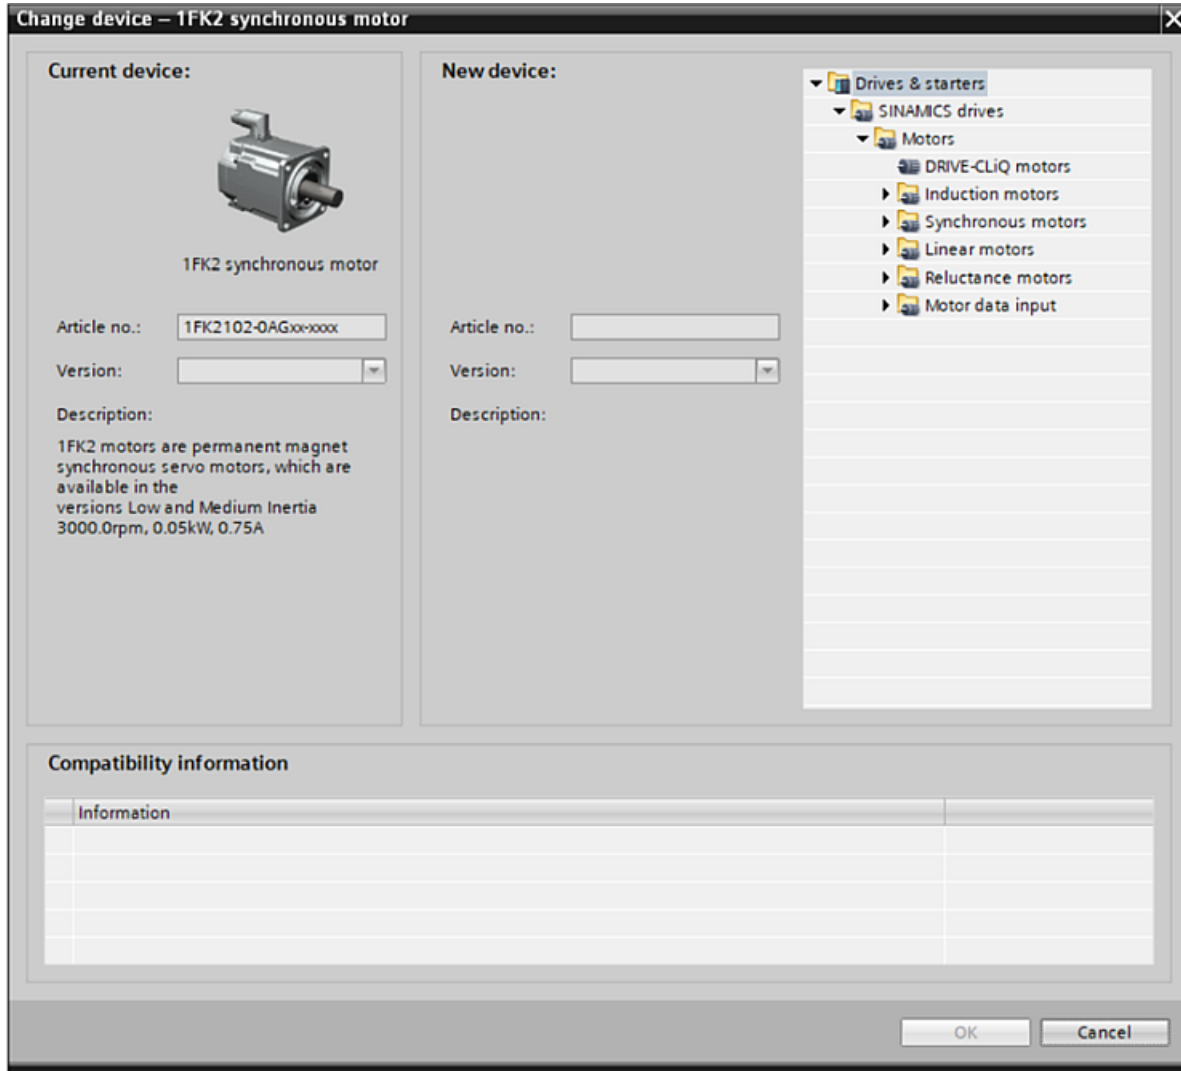 Change device – 1FK2 synchronous motor
Current device:
1FK2 synchronous motor
Article no.: 1FK2102-0AGxx-xxxx
Version:
Description:
1FK2 motors are permanent magnet
synchronous servo motors, which are
available in the
versions Low and Medium Inertia
3000.0rpm, 0.05kW, 0.75A
New device:
Article no.:
Version:
Description:
Drives & starters
SINAMICS drives
Motors
DRIVE-CLiQ motors
Induction motors
Synchronous motors
Linear motors
Reluctance motors
Motor data input
Compatibility information
Information
OK
Cancel